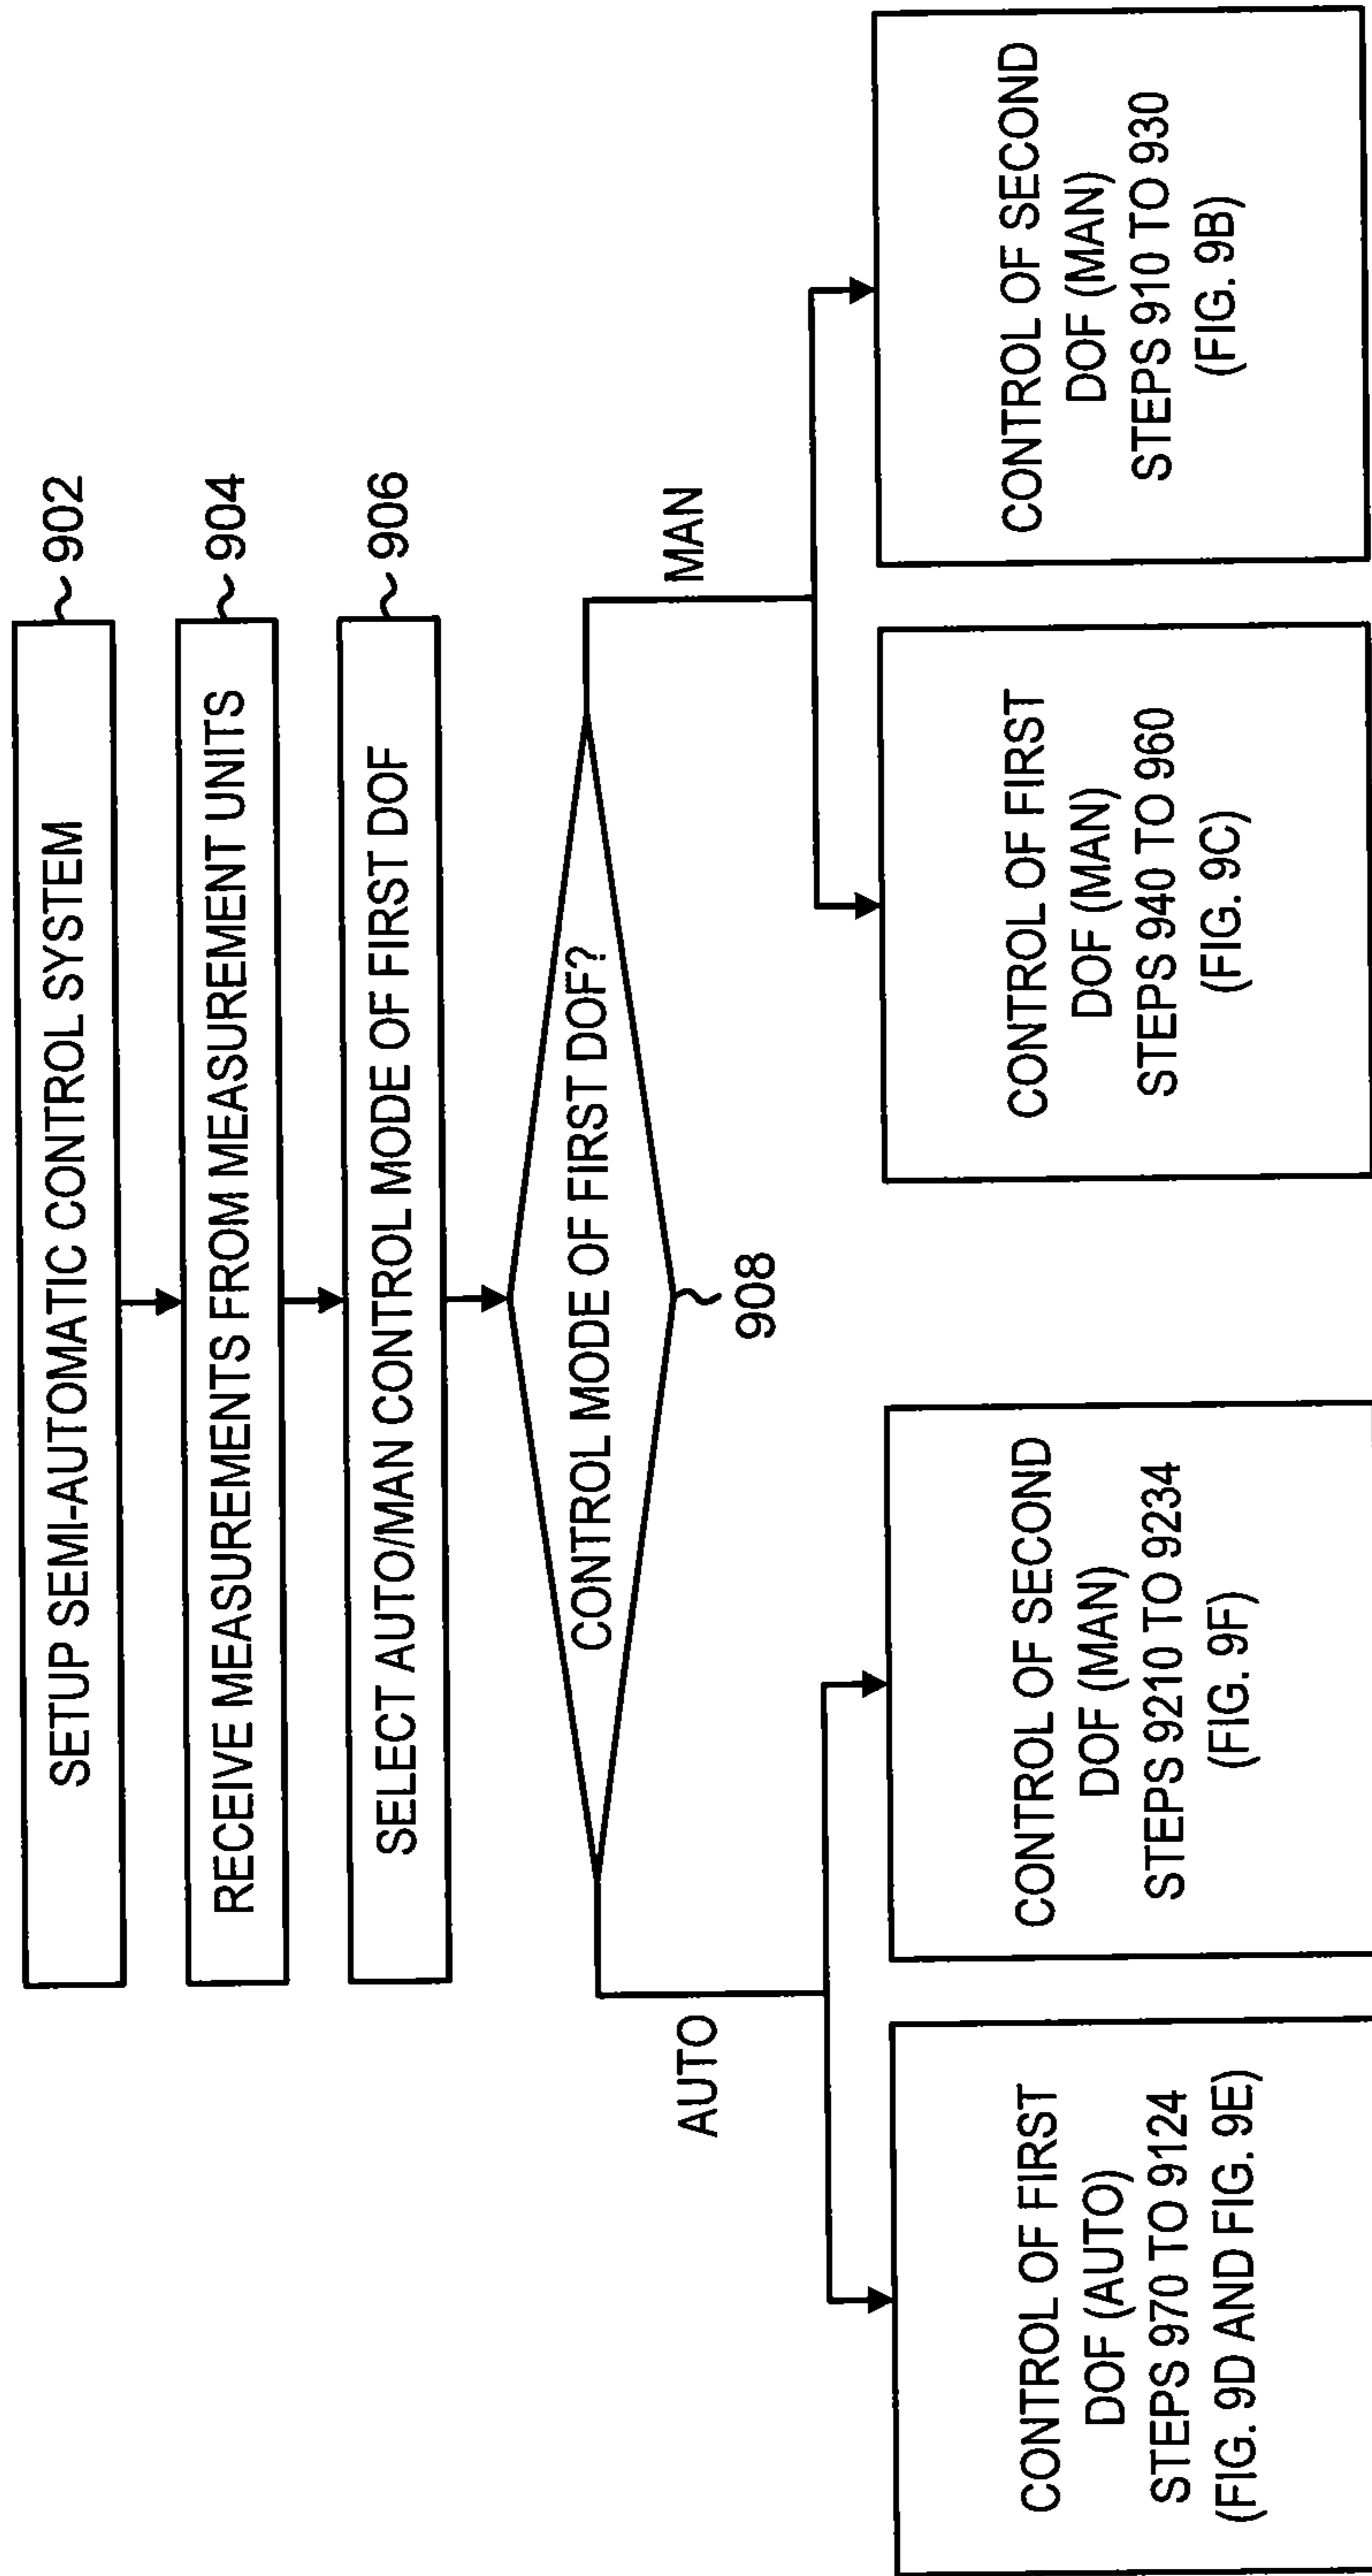 SETUP SEMI-AUTOMATIC CONTROL SYSTEM
902
RECEIVE MEASUREMENTS FROM MEASUREMENT UNITS
904
SELECT AUTO/MAN CONTROL MODE OF FIRST DOF
906
CONTROL MODE OF FIRST DOF?
908
AUTO
MAN
CONTROL OF FIRST
DOF (AUTO)
STEPS 970 TO 9124
(FIG. 9D AND FIG. 9E)
CONTROL OF SECOND
DOF (MAN)
STEPS 9210 TO 9234
(FIG. 9F)
CONTROL OF FIRST
DOF (MAN)
STEPS 940 TO 960
(FIG. 9C)
CONTROL OF SECOND
DOF (MAN)
STEPS 910 TO 930
(FIG. 9B)